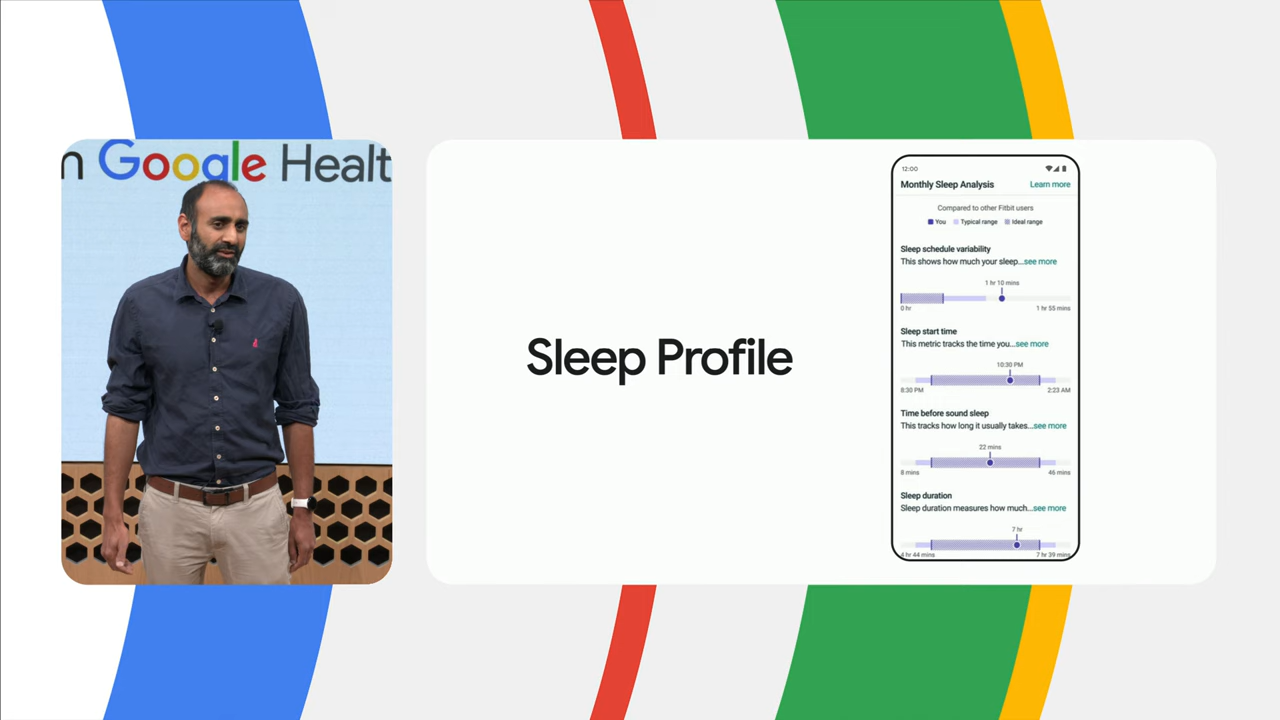 n Google Healt
Sleep Profile
12:00
Monthly Sleep Analysis Learn more
Compared to other Fitbit users
You Typical range Ideal range
Sleep schedule variability
This shows how much your sleep...see more
1 hr 10 mins
0 hr 1 hr 55 mins
Sleep start time
This metric tracks the time you...see more
10:30 PM
8:30 PM 2:23 AM
Time before sound sleep
This tracks how long it usually takes...see more
22 mins
8 mins 46 mins
Sleep duration
Sleep duration measures how much...see more
7 hr
4 hr 44 mins 7 hr 39 mins